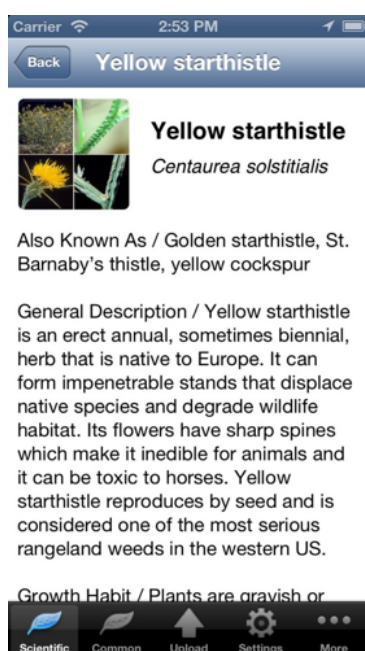 Carrier 2:53 PM
Back Yellow starthistle
Yellow starthistle
Centaurea solstitialis
Also Known As / Golden starthistle, St.
Barnaby's thistle, yellow cockspur
General Description / Yellow starthistle
is an erect annual, sometimes biennial,
herb that is native to Europe. It can
form impenetrable stands that displace
native species and degrade wildlife
habitat. Its flowers have sharp spines
which make it inedible for animals and
it can be toxic to horses. Yellow
starthistle reproduces by seed and is
considered one of the most serious
rangeland weeds in the western US.
Growth Habit / Plants are grayish or
Scientific Common Upload Settings More